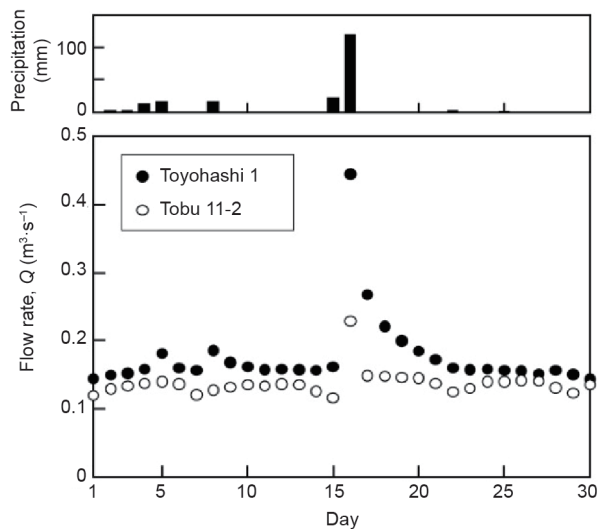 Precipitation
(mm)
100
0
0.5
0.4
0.3
0.2
0.1
0
Flow rate, Q (m³·s⁻¹)
Toyohashi 1
Tobu 11-2
1
5
10
15
20
25
30
Day